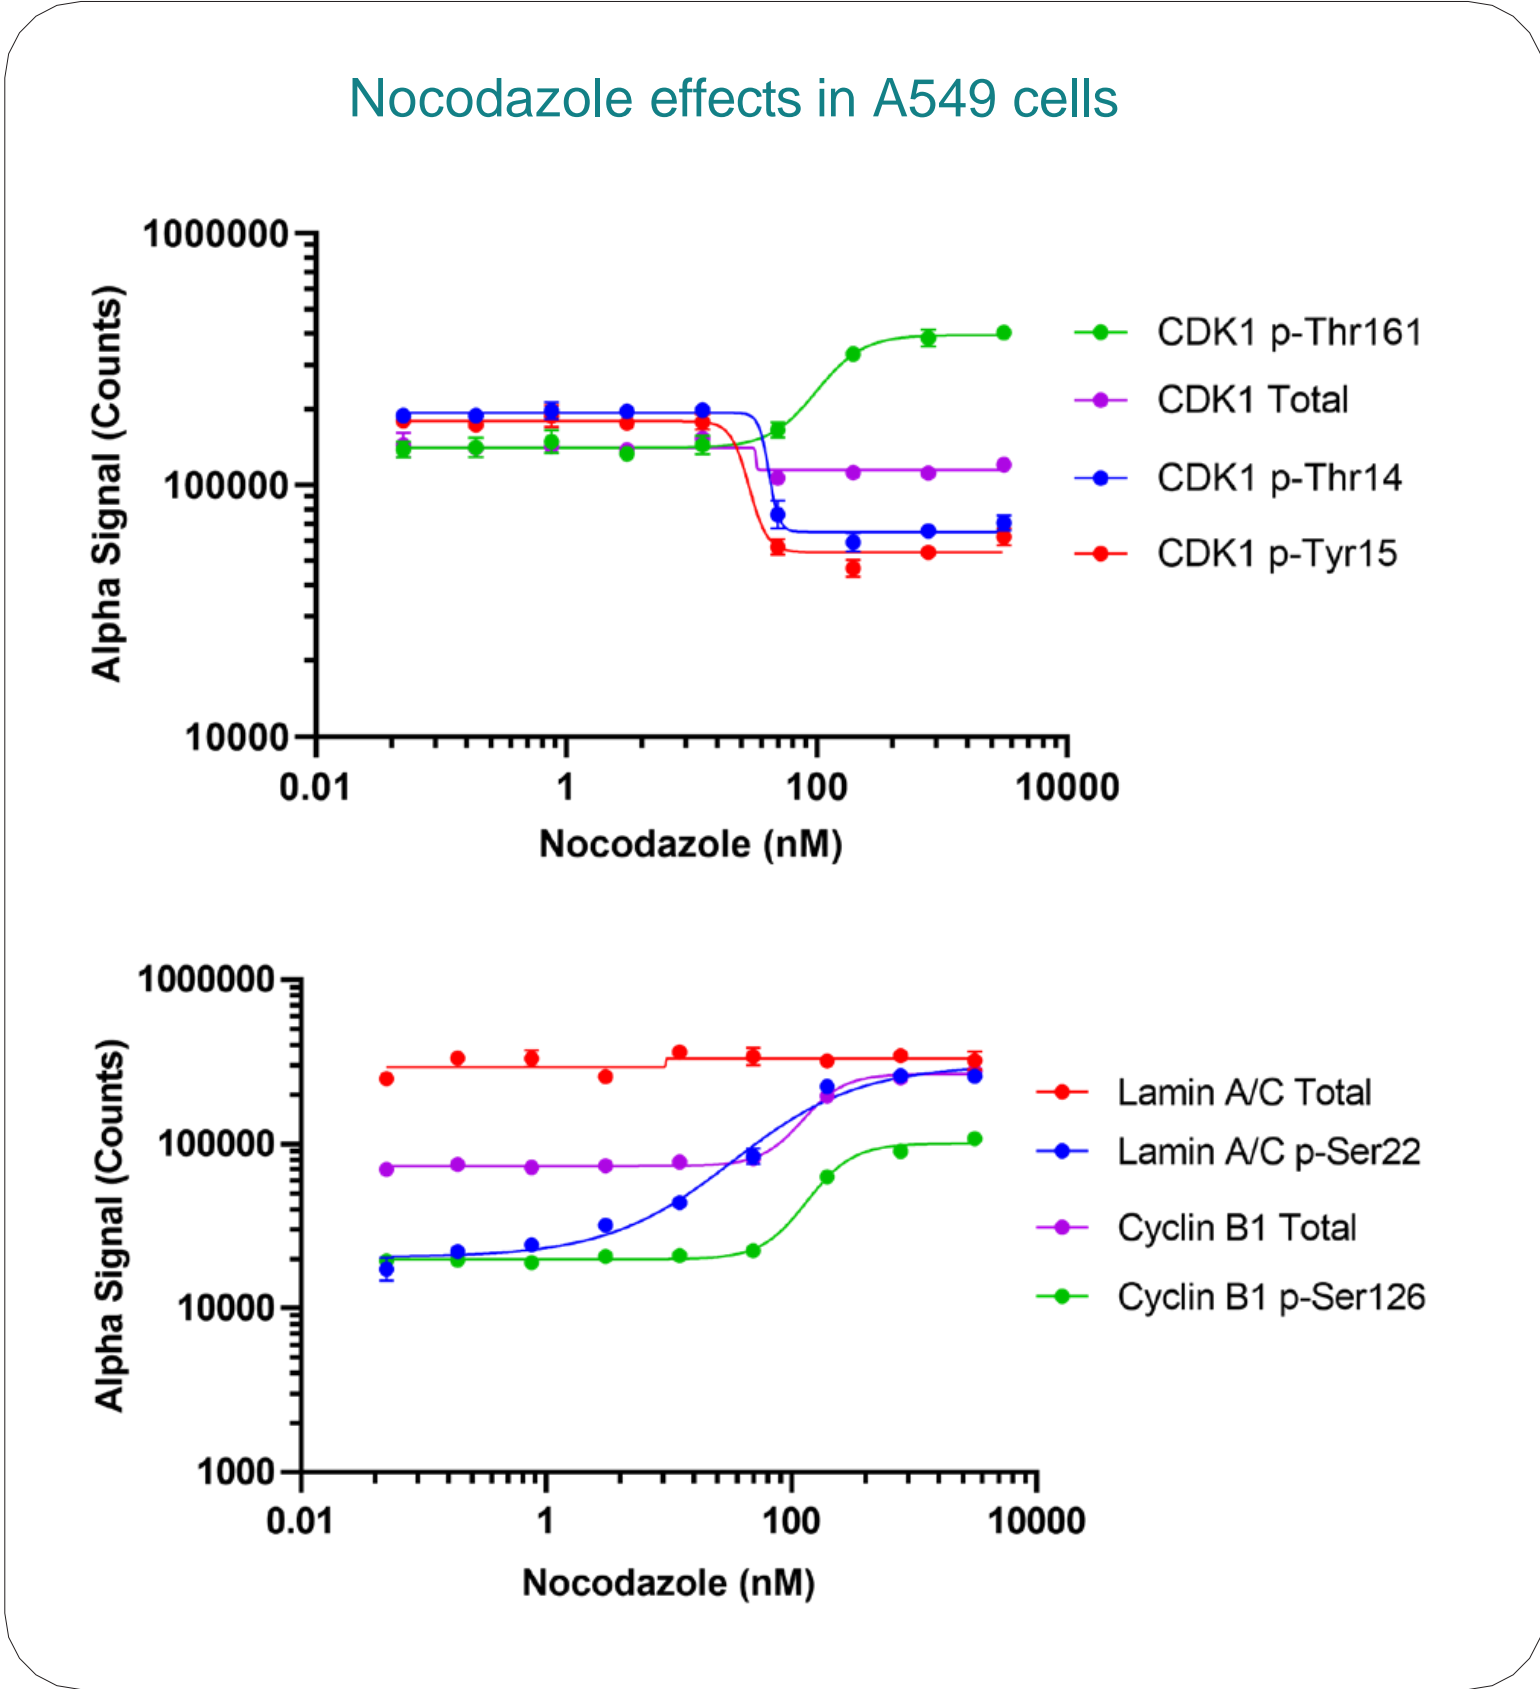 Nocodazole effects in A549 cells
Alpha Signal (Counts)
1000000
100000
10000
0.01
1
100
10000
Nocodazole (nM)
CDK1 p-Thr161
CDK1 Total
CDK1 p-Thr14
CDK1 p-Tyr15
Alpha Signal (Counts)
1000000
100000
10000
1000
0.01
1
100
10000
Nocodazole (nM)
Lamin A/C Total
Lamin A/C p-Ser22
Cyclin B1 Total
Cyclin B1 p-Ser126